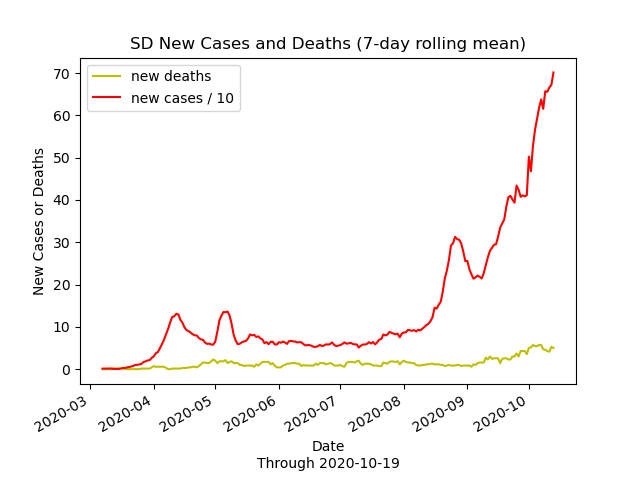 SD New Cases and Deaths (7-day rolling mean)
new deaths
new cases / 10
New Cases or Deaths
70
60
50
40
30
20
10
0
2020-03
2020-04
2020-05
2020-06
2020-07
2020-08
2020-09
2020-10
Date
Through 2020-10-19